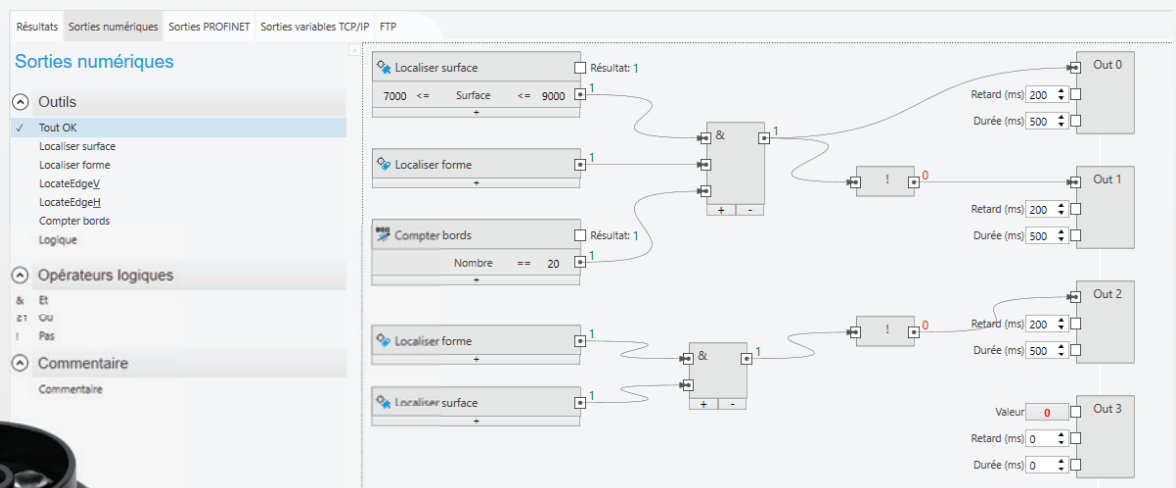 Résultats Sorties numériques Sorties PROFINET Sorties variables TCP/IP FTP
Sorties numériques
Outils
✓ Tout OK
Localiser surface
Localiser forme
LocateEdgeV
LocateEdgeH
Compter bords
Logique
Opérateurs logiques
& Et
≥1 Ou
! Pas
Commentaire
Commentaire
Localiser surface
Résultat: 1
7000 <= Surface <= 9000 1
+
Localiser forme 1
+
Compter bords
Résultat: 1
Nombre == 20 1
+
& 1
+ -
! 0
Localiser forme 1
+
Localiser surface 1
+
& 1
+ -
! 0
Out 0
Retard (ms) 200
Durée (ms) 500
Out 1
Retard (ms) 200
Durée (ms) 500
Out 2
Retard (ms) 200
Durée (ms) 500
Out 3
Valeur 0
Retard (ms) 0
Durée (ms) 0